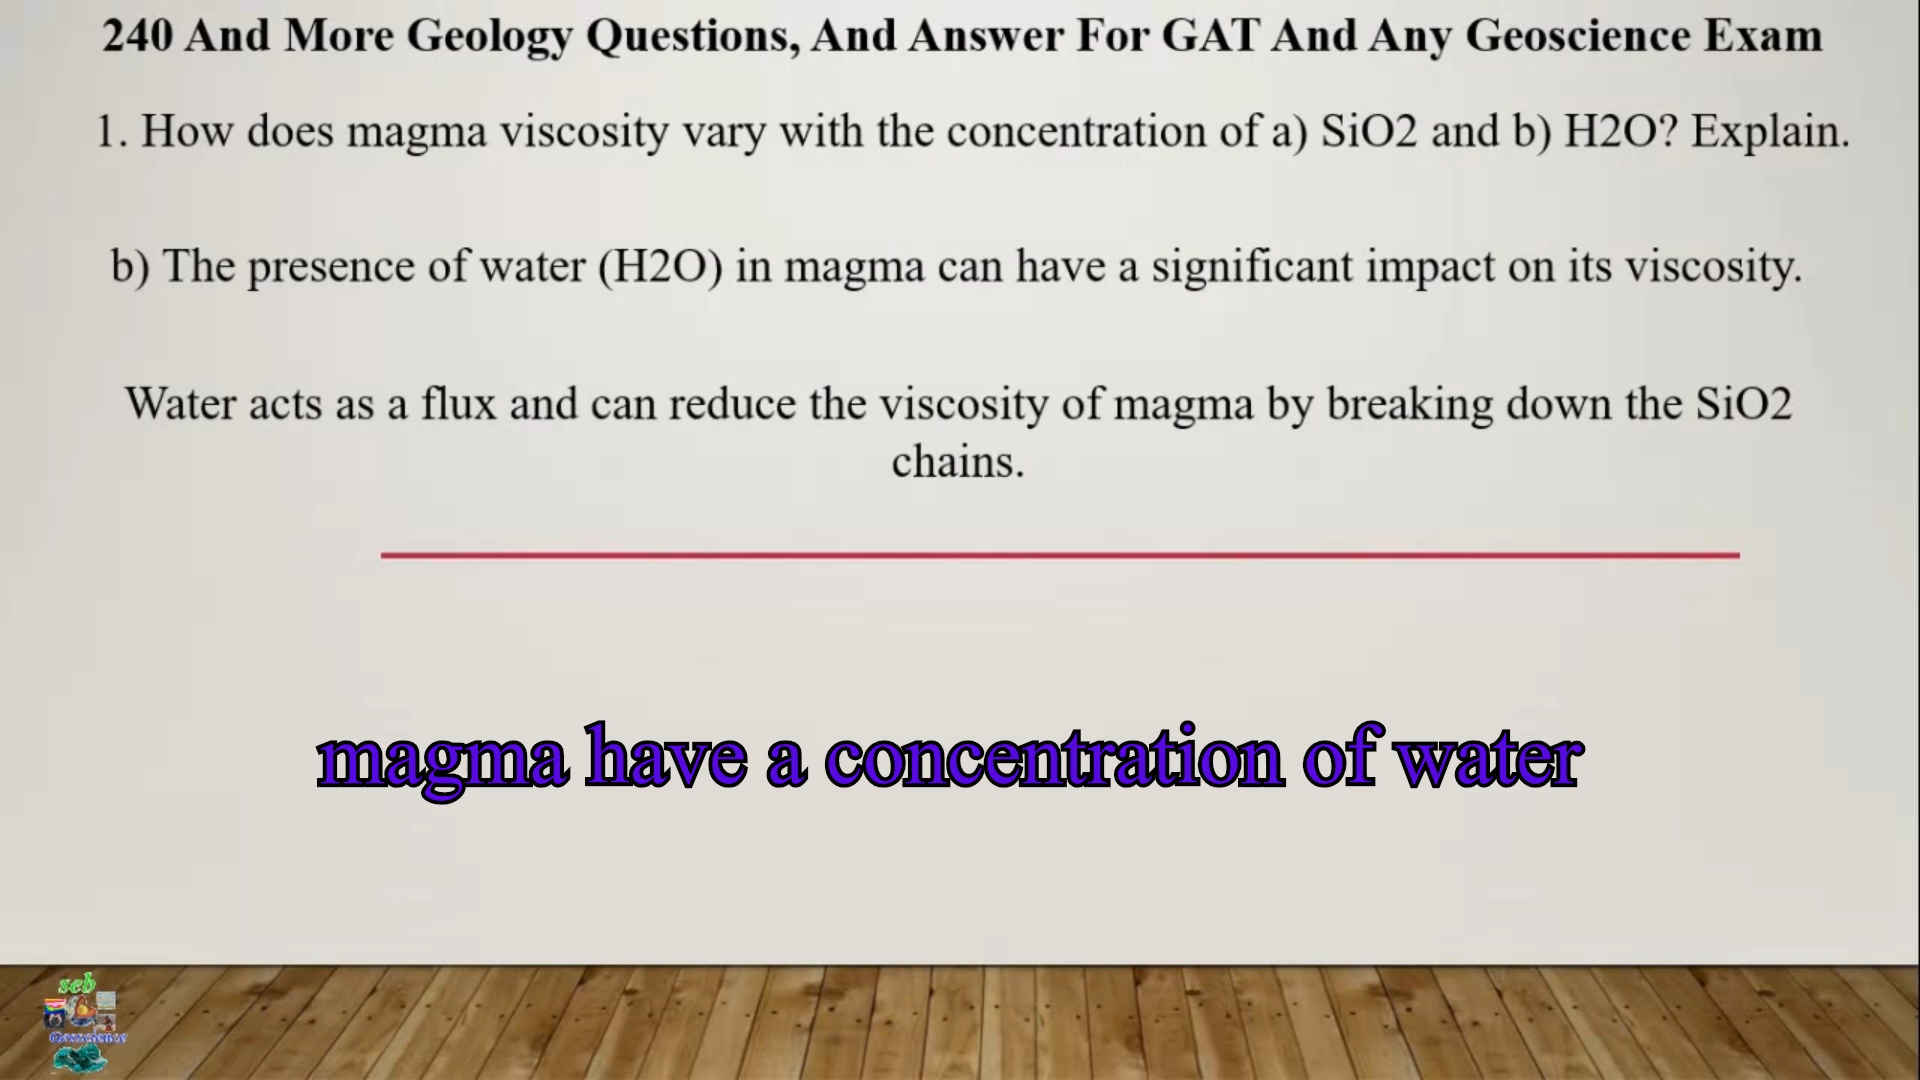 240 And More Geology Questions, And Answer For GAT And Any Geoscience Exam
1. How does magma viscosity vary with the concentration of a) SiO2 and b) H2O? Explain.
b) The presence of water (H2O) in magma can have a significant impact on its viscosity.
Water acts as a flux and can reduce the viscosity of magma by breaking down the SiO2
chains.
magma have a concentration of water
seb
Geoscience